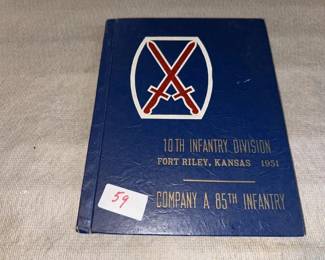 10TH INFANTRY DIVISION
FORT RILEY, KANSAS 1951
COMPANY A 85TH INFANTRY
59